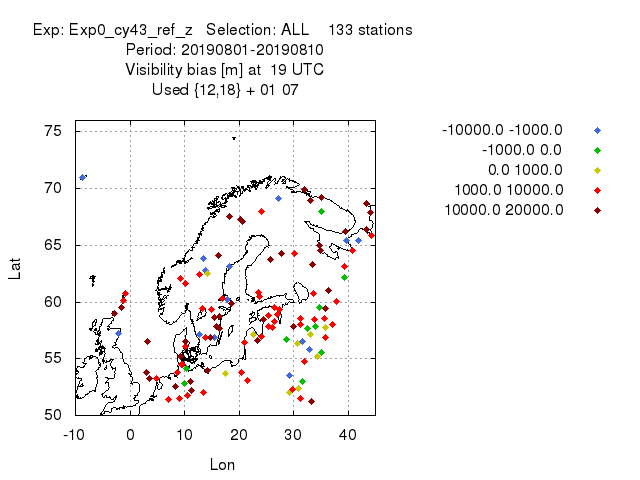 Exp: Exp0_cy43_ref_z   Selection: ALL    133 stations
Period: 20190801-20190810
Visibility bias [m] at  19 UTC
Used {12,18} + 01 07
-10000.0 -1000.0
-1000.0 0.0
0.0 1000.0
1000.0 10000.0
10000.0 20000.0
75
70
65
60
55
50
Lat
-10 0 10 20 30 40
Lon